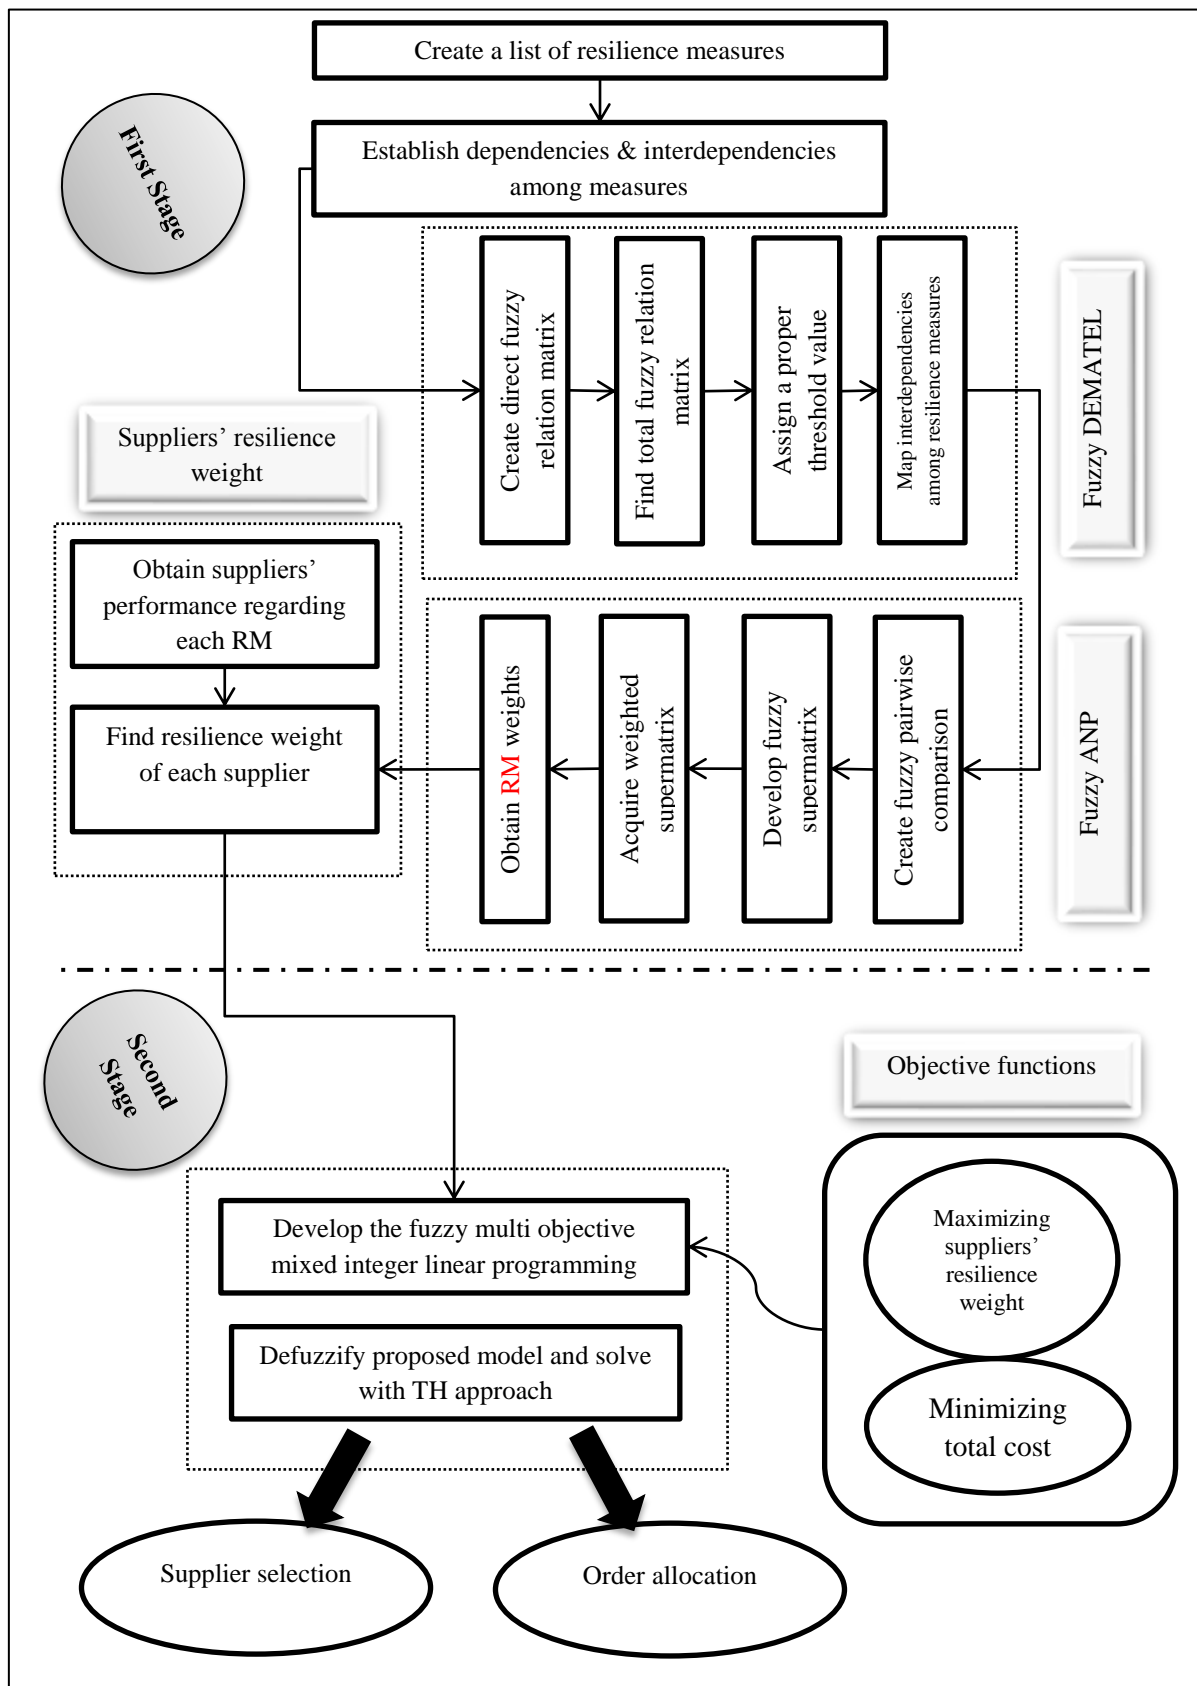 Create a list of resilience measures
First Stage
Establish dependencies & interdependencies
among measures
Create direct fuzzy
relation matrix
Find total fuzzy relation
matrix
Assign a proper
threshold value
Map interdependencies
among resilience measures
Fuzzy DEMATEL
Suppliers’ resilience
weight
Obtain suppliers’
performance regarding
each RM
Find resilience weight
of each supplier
Obtain RM weights
Acquire weighted
supermatrix
Develop fuzzy
supermatrix
Create fuzzy pairwise
comparison
Fuzzy ANP
Second
Stage
Objective functions
Maximizing
suppliers’
resilience
weight
Minimizing
total cost
Develop the fuzzy multi objective
mixed integer linear programming
Defuzzify proposed model and solve
with TH approach
Supplier selection
Order allocation